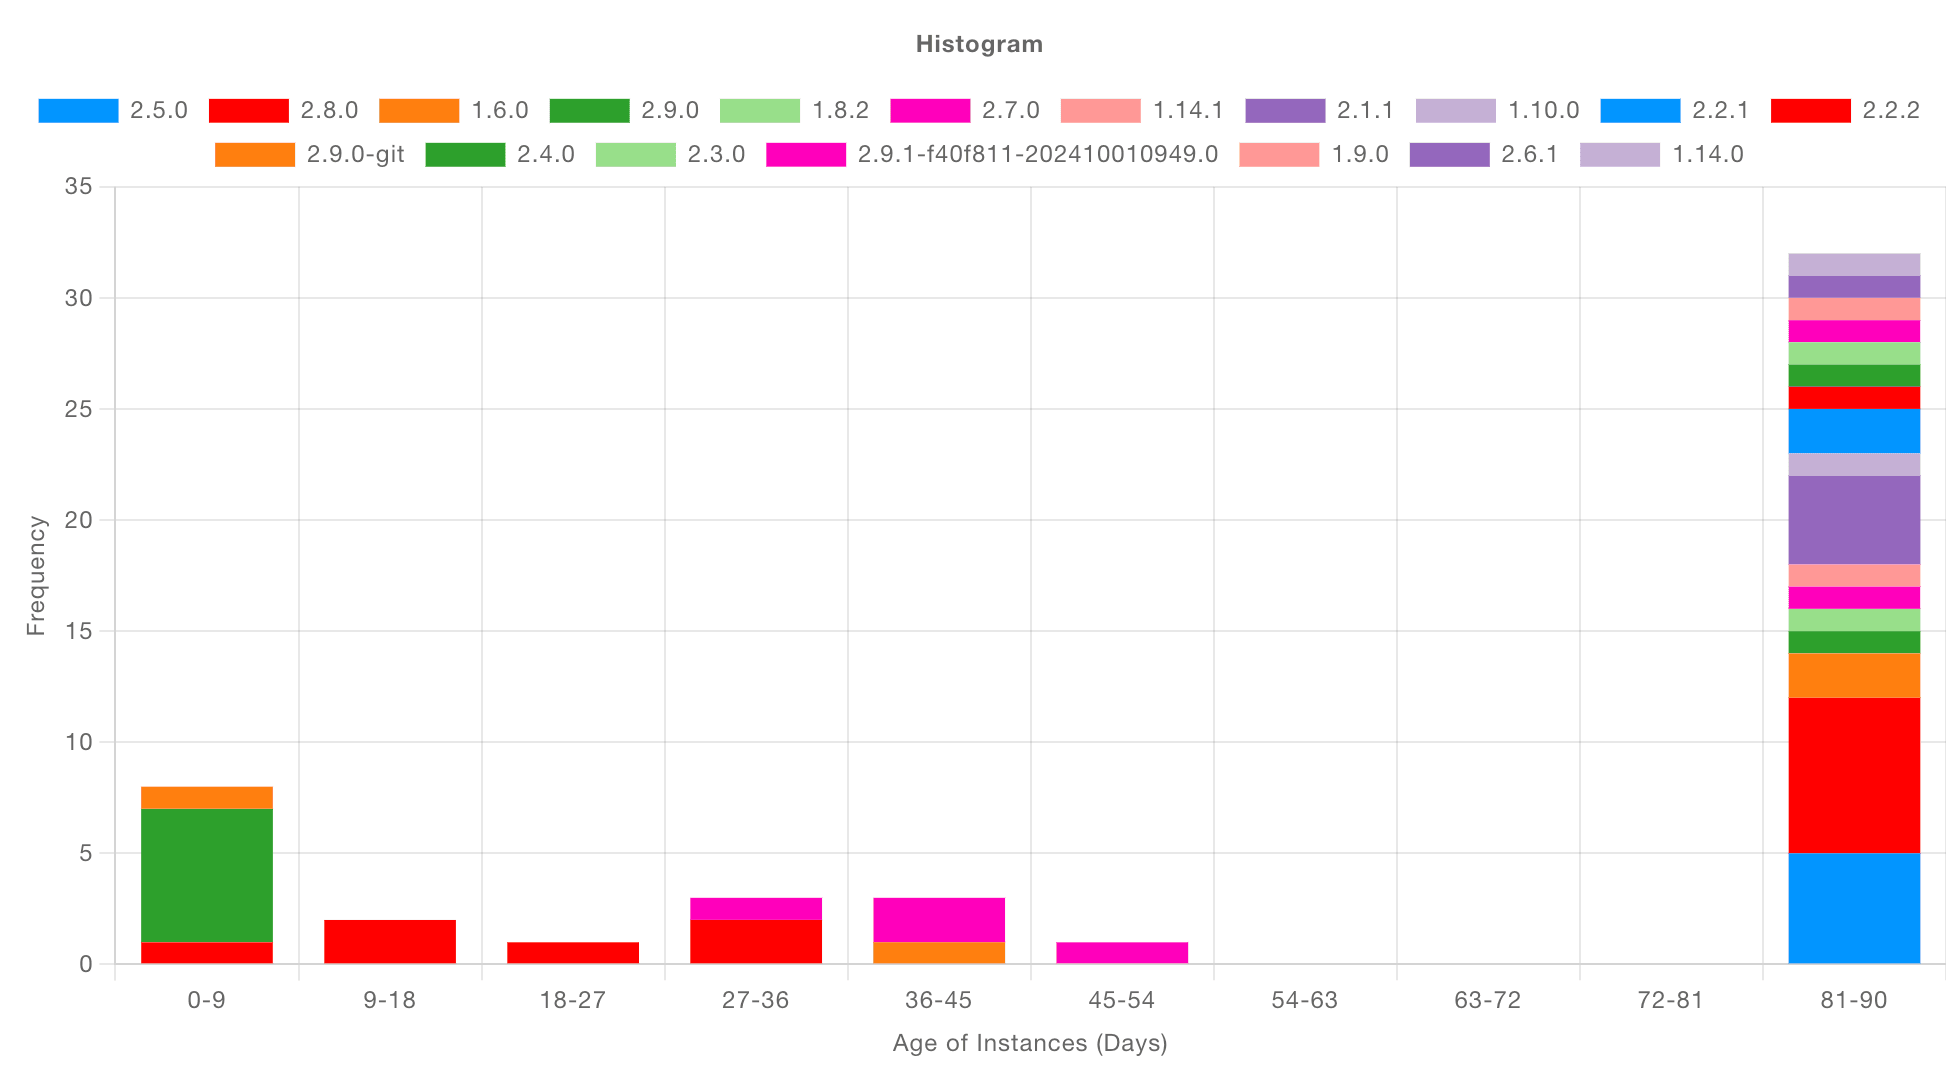 Histogram
2.5.0 2.8.0 1.6.0 2.9.0 1.8.2 2.7.0 1.14.1 2.1.1 1.10.0 2.2.1 2.2.2
2.9.0-git 2.4.0 2.3.0 2.9.1-f40f811-202410010949.0 1.9.0 2.6.1 1.14.0
35
30
25
20
15
10
5
0
Frequency
0-9 9-18 18-27 27-36 36-45 45-54 54-63 63-72 72-81 81-90
Age of Instances (Days)